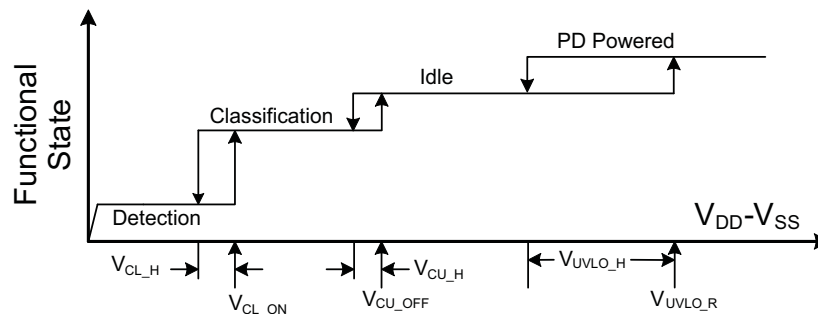 Functional
State
PD Powered
Idle
Classification
Detection
V_DD-V_SS
V_CL_H
V_CL_ON
V_CU_OFF
V_CU_H
V_UVLO_H
V_UVLO_R